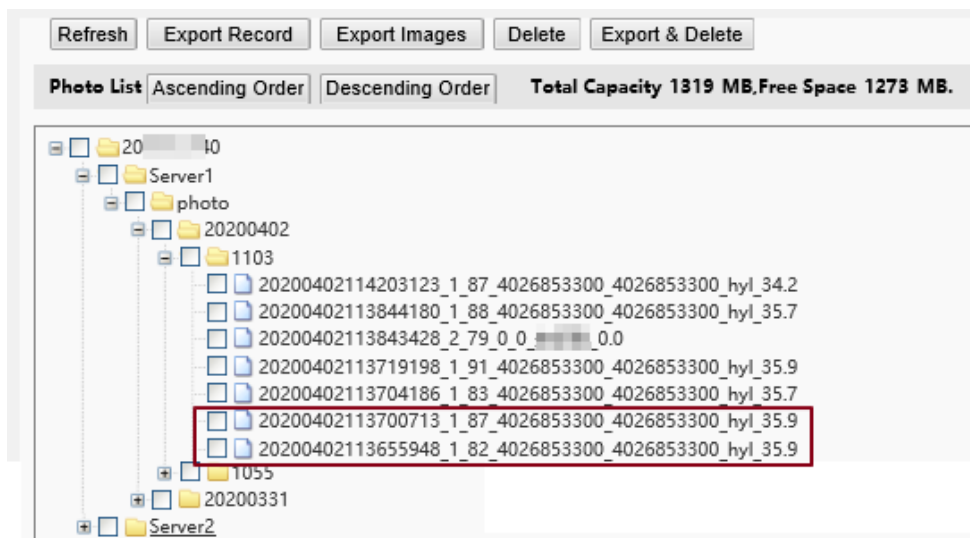 Refresh Export Record Export Images Delete Export & Delete
Photo List Ascending Order Descending Order Total Capacity 1319 MB,Free Space 1273 MB.
20 40
Server1
photo
20200402
1103
20200402114203123_1_87_4026853300_4026853300_hyl_34.2
20200402113844180_1_88_4026853300_4026853300_hyl_35.7
20200402113843428_2_79_0_0_ _0.0
20200402113719198_1_91_4026853300_4026853300_hyl_35.9
20200402113704186_1_83_4026853300_4026853300_hyl_35.7
20200402113700713_1_87_4026853300_4026853300_hyl_35.9
20200402113655948_1_82_4026853300_4026853300_hyl_35.9
1055
20200331
Server2